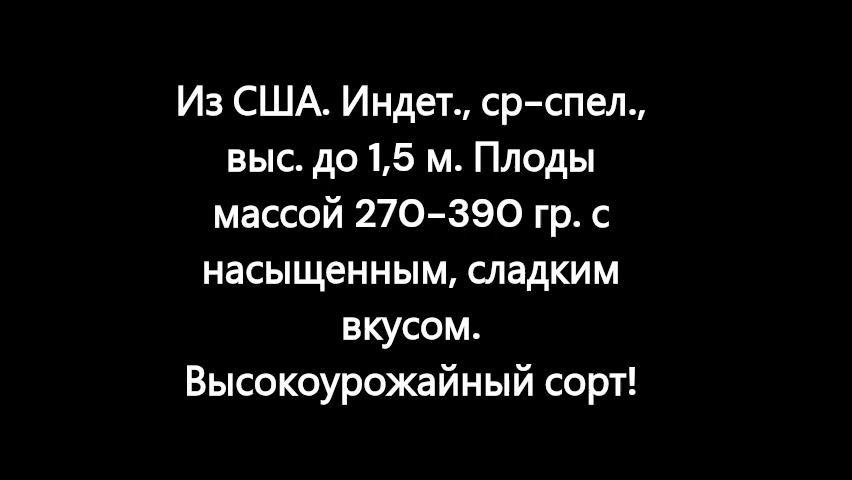 Из США. Индет., ср-спел.,
выс. до 1,5 м. Плоды
массой 270-390 гр. с
насыщенным, сладким
вкусом.
Высокоурожайный сорт!